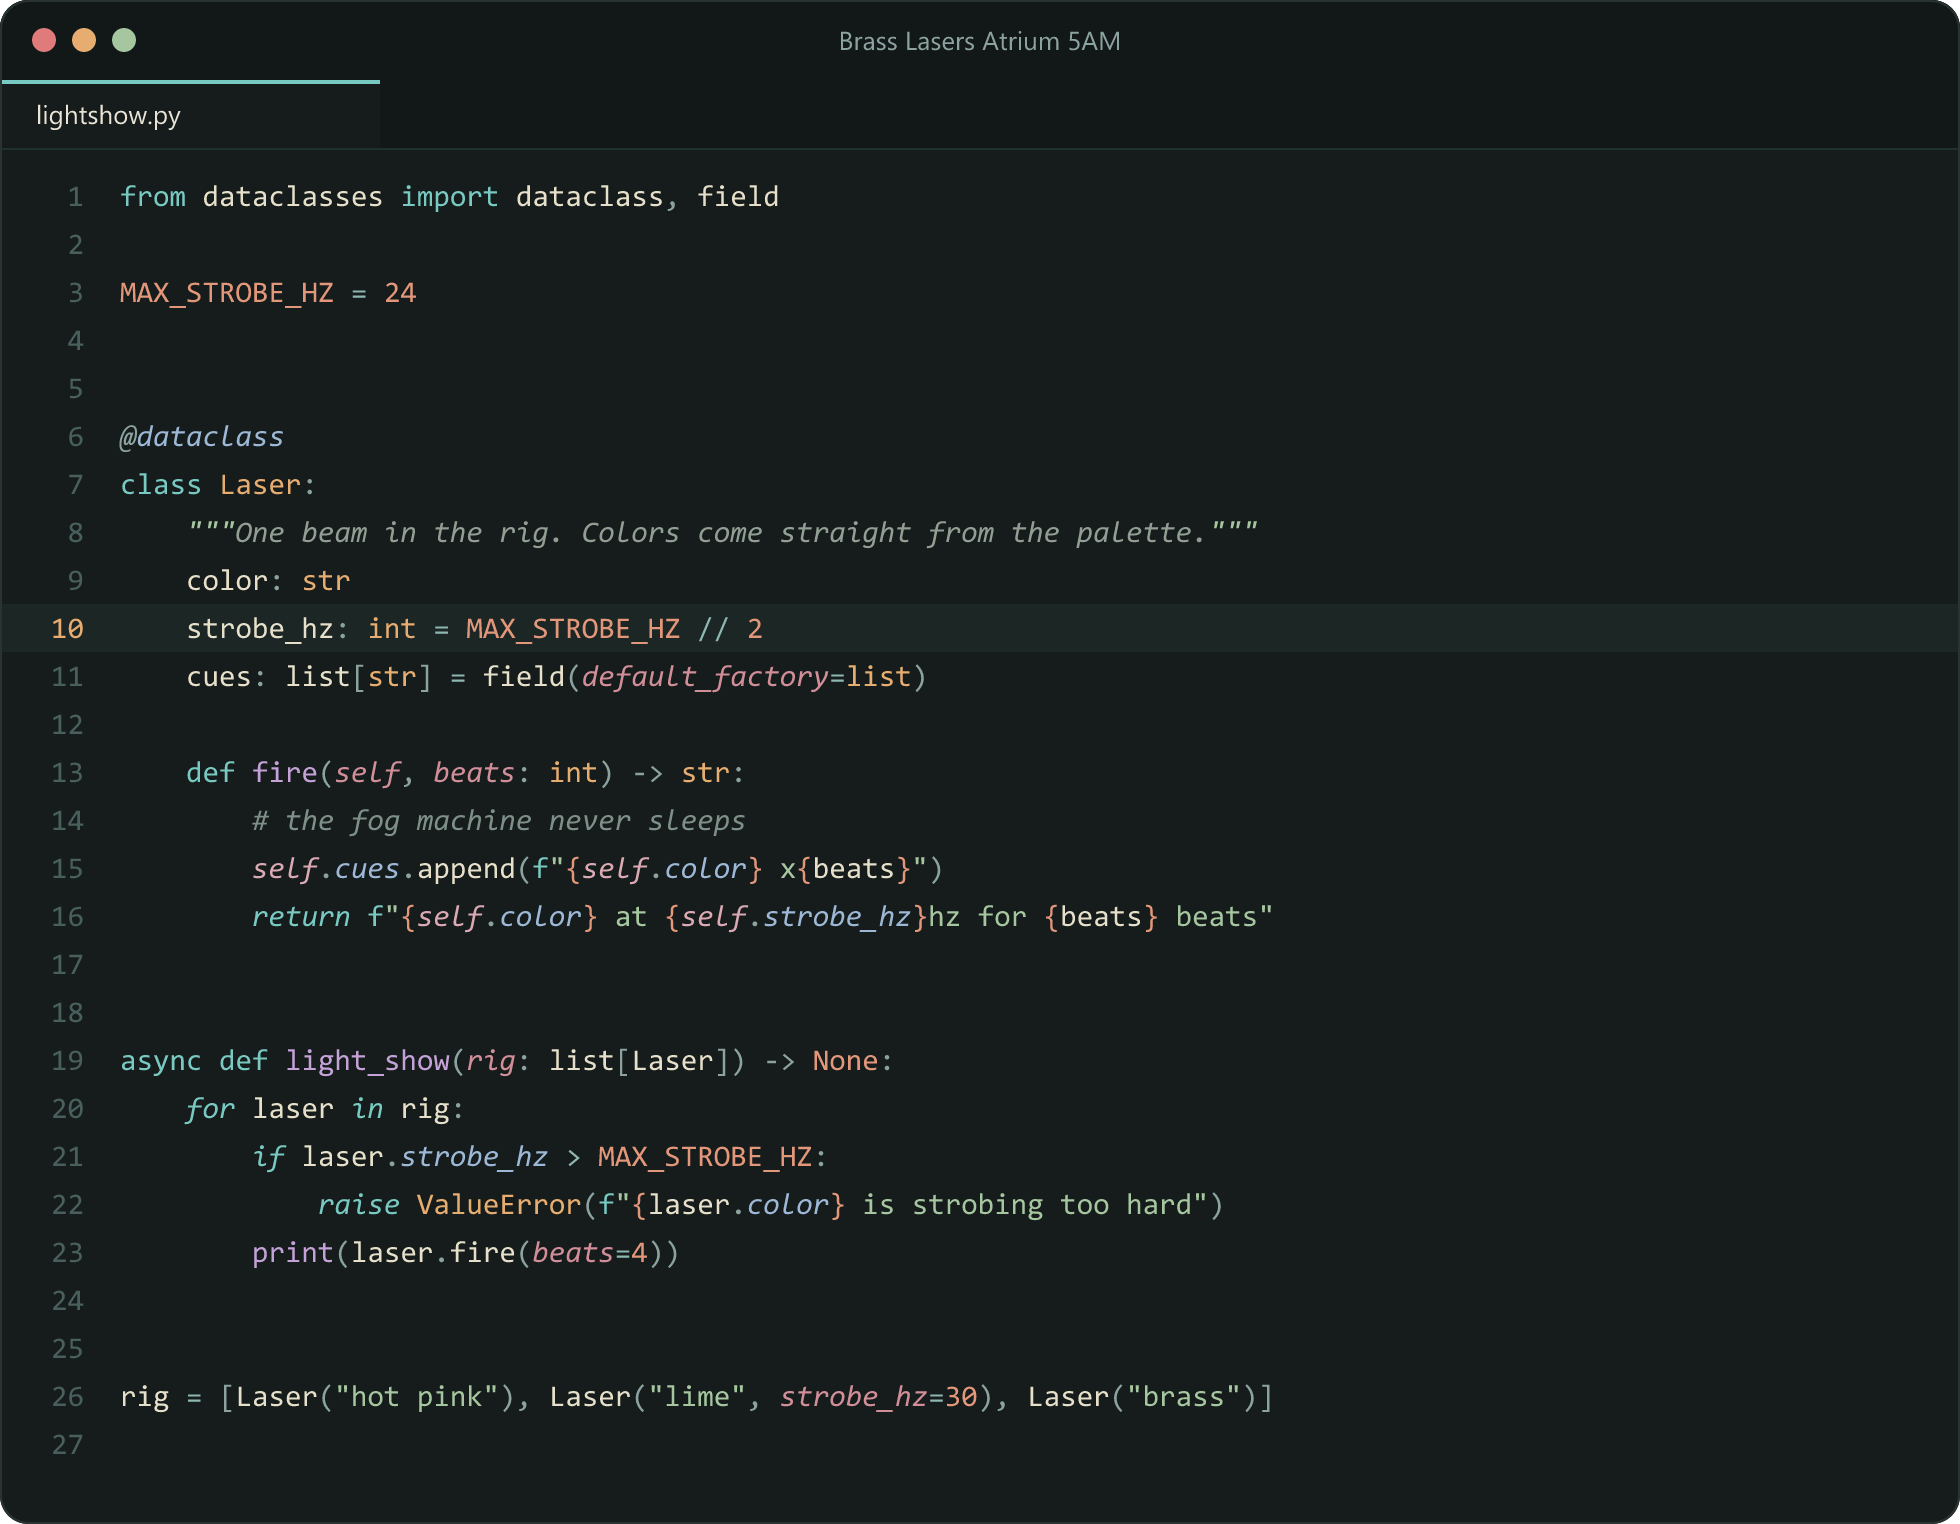 Brass Lasers Atrium 5AM
lightshow.py
1 from dataclasses import dataclass, field
2
3 MAX_STROBE_HZ = 24
4
5
6 @dataclass
7 class Laser:
8     """One beam in the rig. Colors come straight from the palette."""
9     color: str
10     strobe_hz: int = MAX_STROBE_HZ // 2
11     cues: list[str] = field(default_factory=list)
12
13     def fire(self, beats: int) -> str:
14         # the fog machine never sleeps
15         self.cues.append(f"{self.color} x{beats}")
16         return f"{self.color} at {self.strobe_hz}hz for {beats} beats"
17
18
19 async def light_show(rig: list[Laser]) -> None:
20     for laser in rig:
21         if laser.strobe_hz > MAX_STROBE_HZ:
22             raise ValueError(f"{laser.color} is strobing too hard")
23         print(laser.fire(beats=4))
24
25
26 rig = [Laser("hot pink"), Laser("lime", strobe_hz=30), Laser("brass")]
27